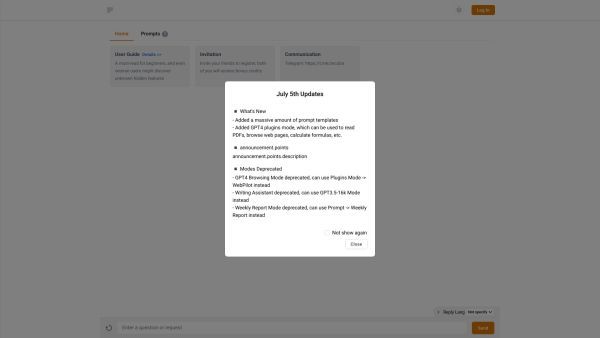 Log In
Home
Prompts
User Guide Details >>
A must-read for beginners, and even
veteran users might discover
unknown hidden features
Invitation
Invite your friends to register, both
of you will receive bonus credits
Communication
Telegram: https://t.me/
July 5th Updates
What's New
- Added a massive amount of prompt templates
- Added GPT4 plugins mode, which can be used to read
PDFs, browse web pages, calculate formulas, etc.
announcement.points
announcement.points.description
Modes Deprecated
- GPT4 Browsing Mode deprecated, can use Plugins Mode ->
WebPilot instead
- Writing Assistant deprecated, can use GPT3.5-16k Mode
instead
- Weekly Report Mode deprecated, can use Prompt -> Weekly
Report instead
Not show again
Close
Reply Lang Not specify
Enter a question or request
Send